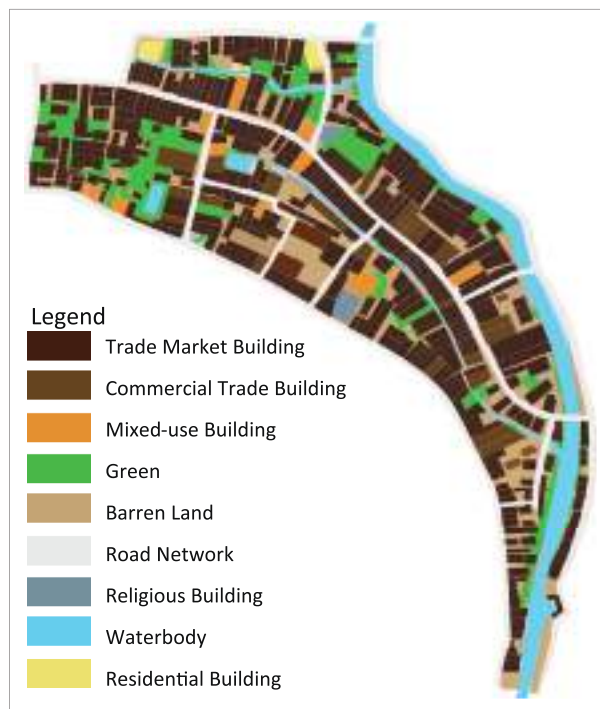 Legend
Trade Market Building
Commercial Trade Building
Mixed-use Building
Green
Barren Land
Road Network
Religious Building
Waterbody
Residential Building